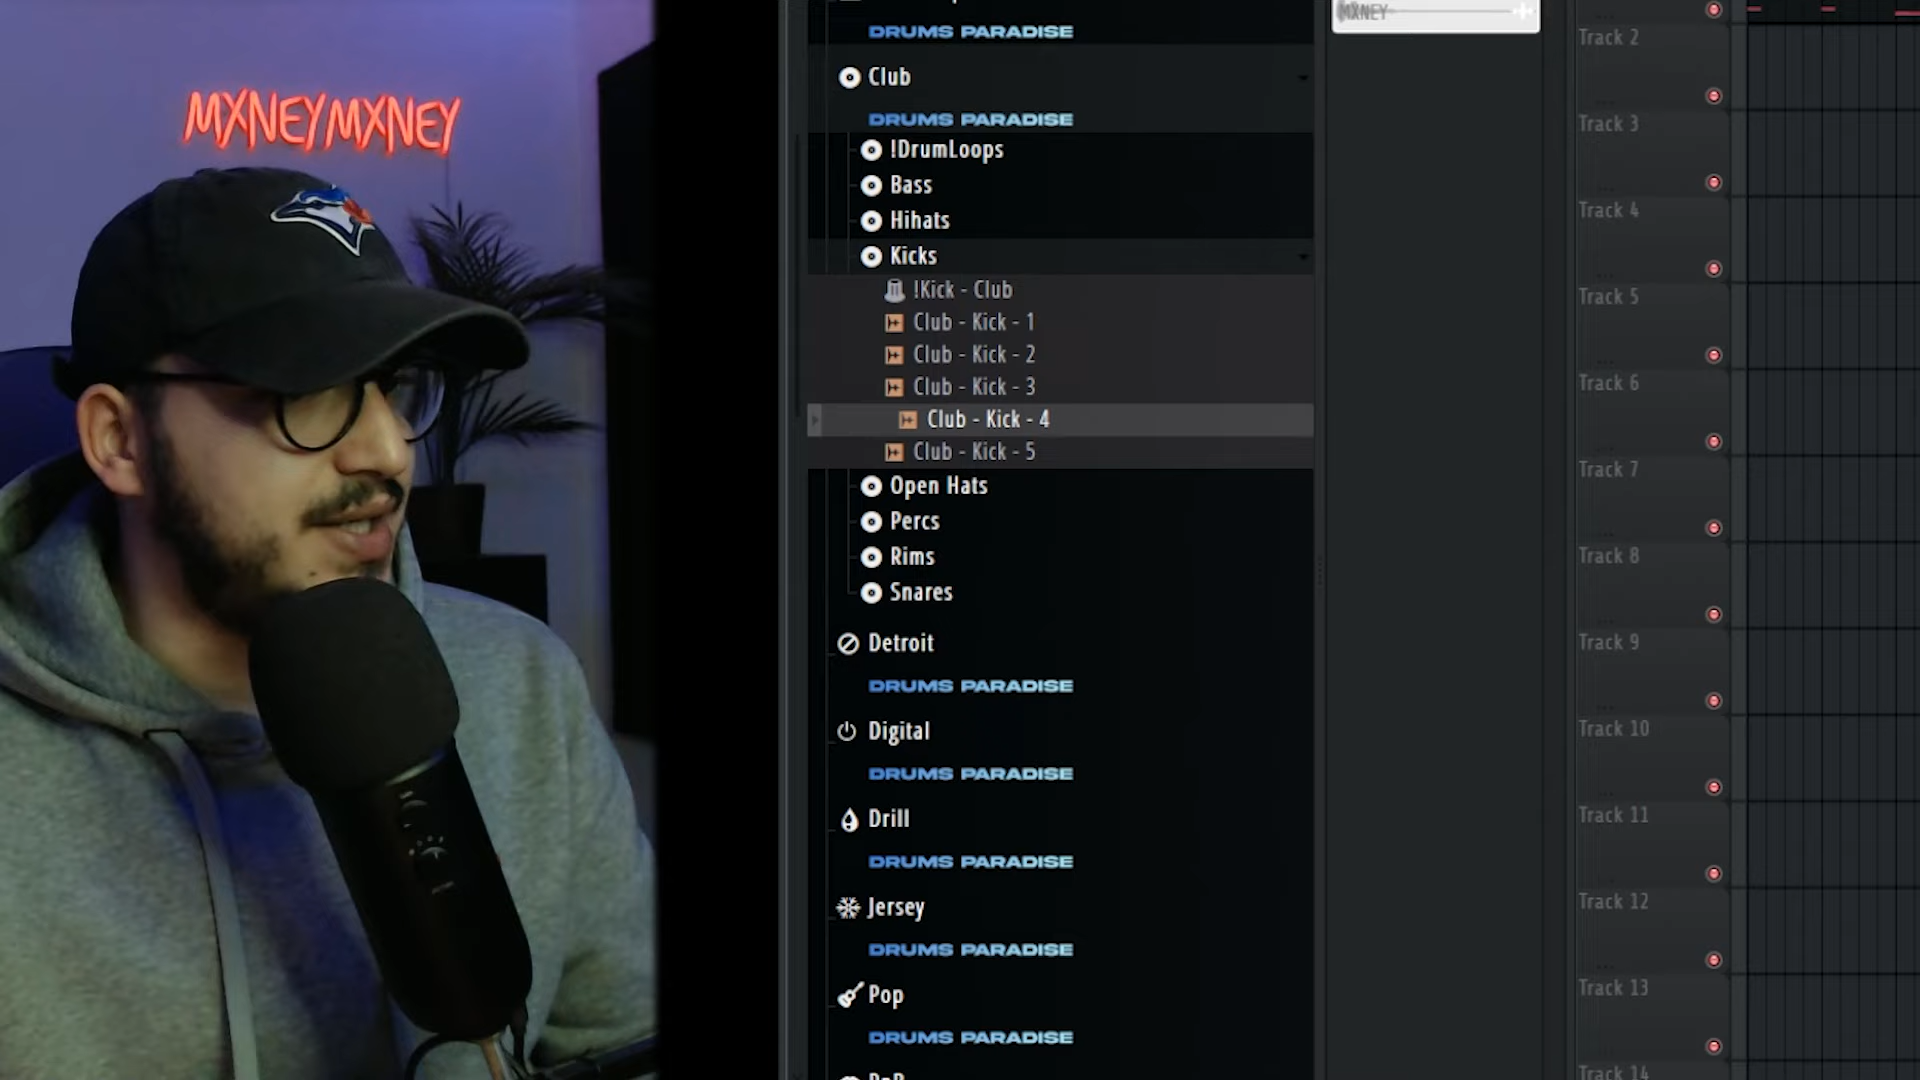 MXNEYMXNEY
DRUMS PARADISE
Club
DRUMS PARADISE
!DrumLoops
Bass
Hihats
Kicks
!Kick - Club
Club - Kick - 1
Club - Kick - 2
Club - Kick - 3
Club - Kick - 4
Club - Kick - 5
Open Hats
Percs
Rims
Snares
Detroit
DRUMS PARADISE
Digital
DRUMS PARADISE
Drill
DRUMS PARADISE
Jersey
DRUMS PARADISE
Pop
DRUMS PARADISE
MXNEY
Track 2
Track 3
Track 4
Track 5
Track 6
Track 7
Track 8
Track 9
Track 10
Track 11
Track 12
Track 13
Track 14